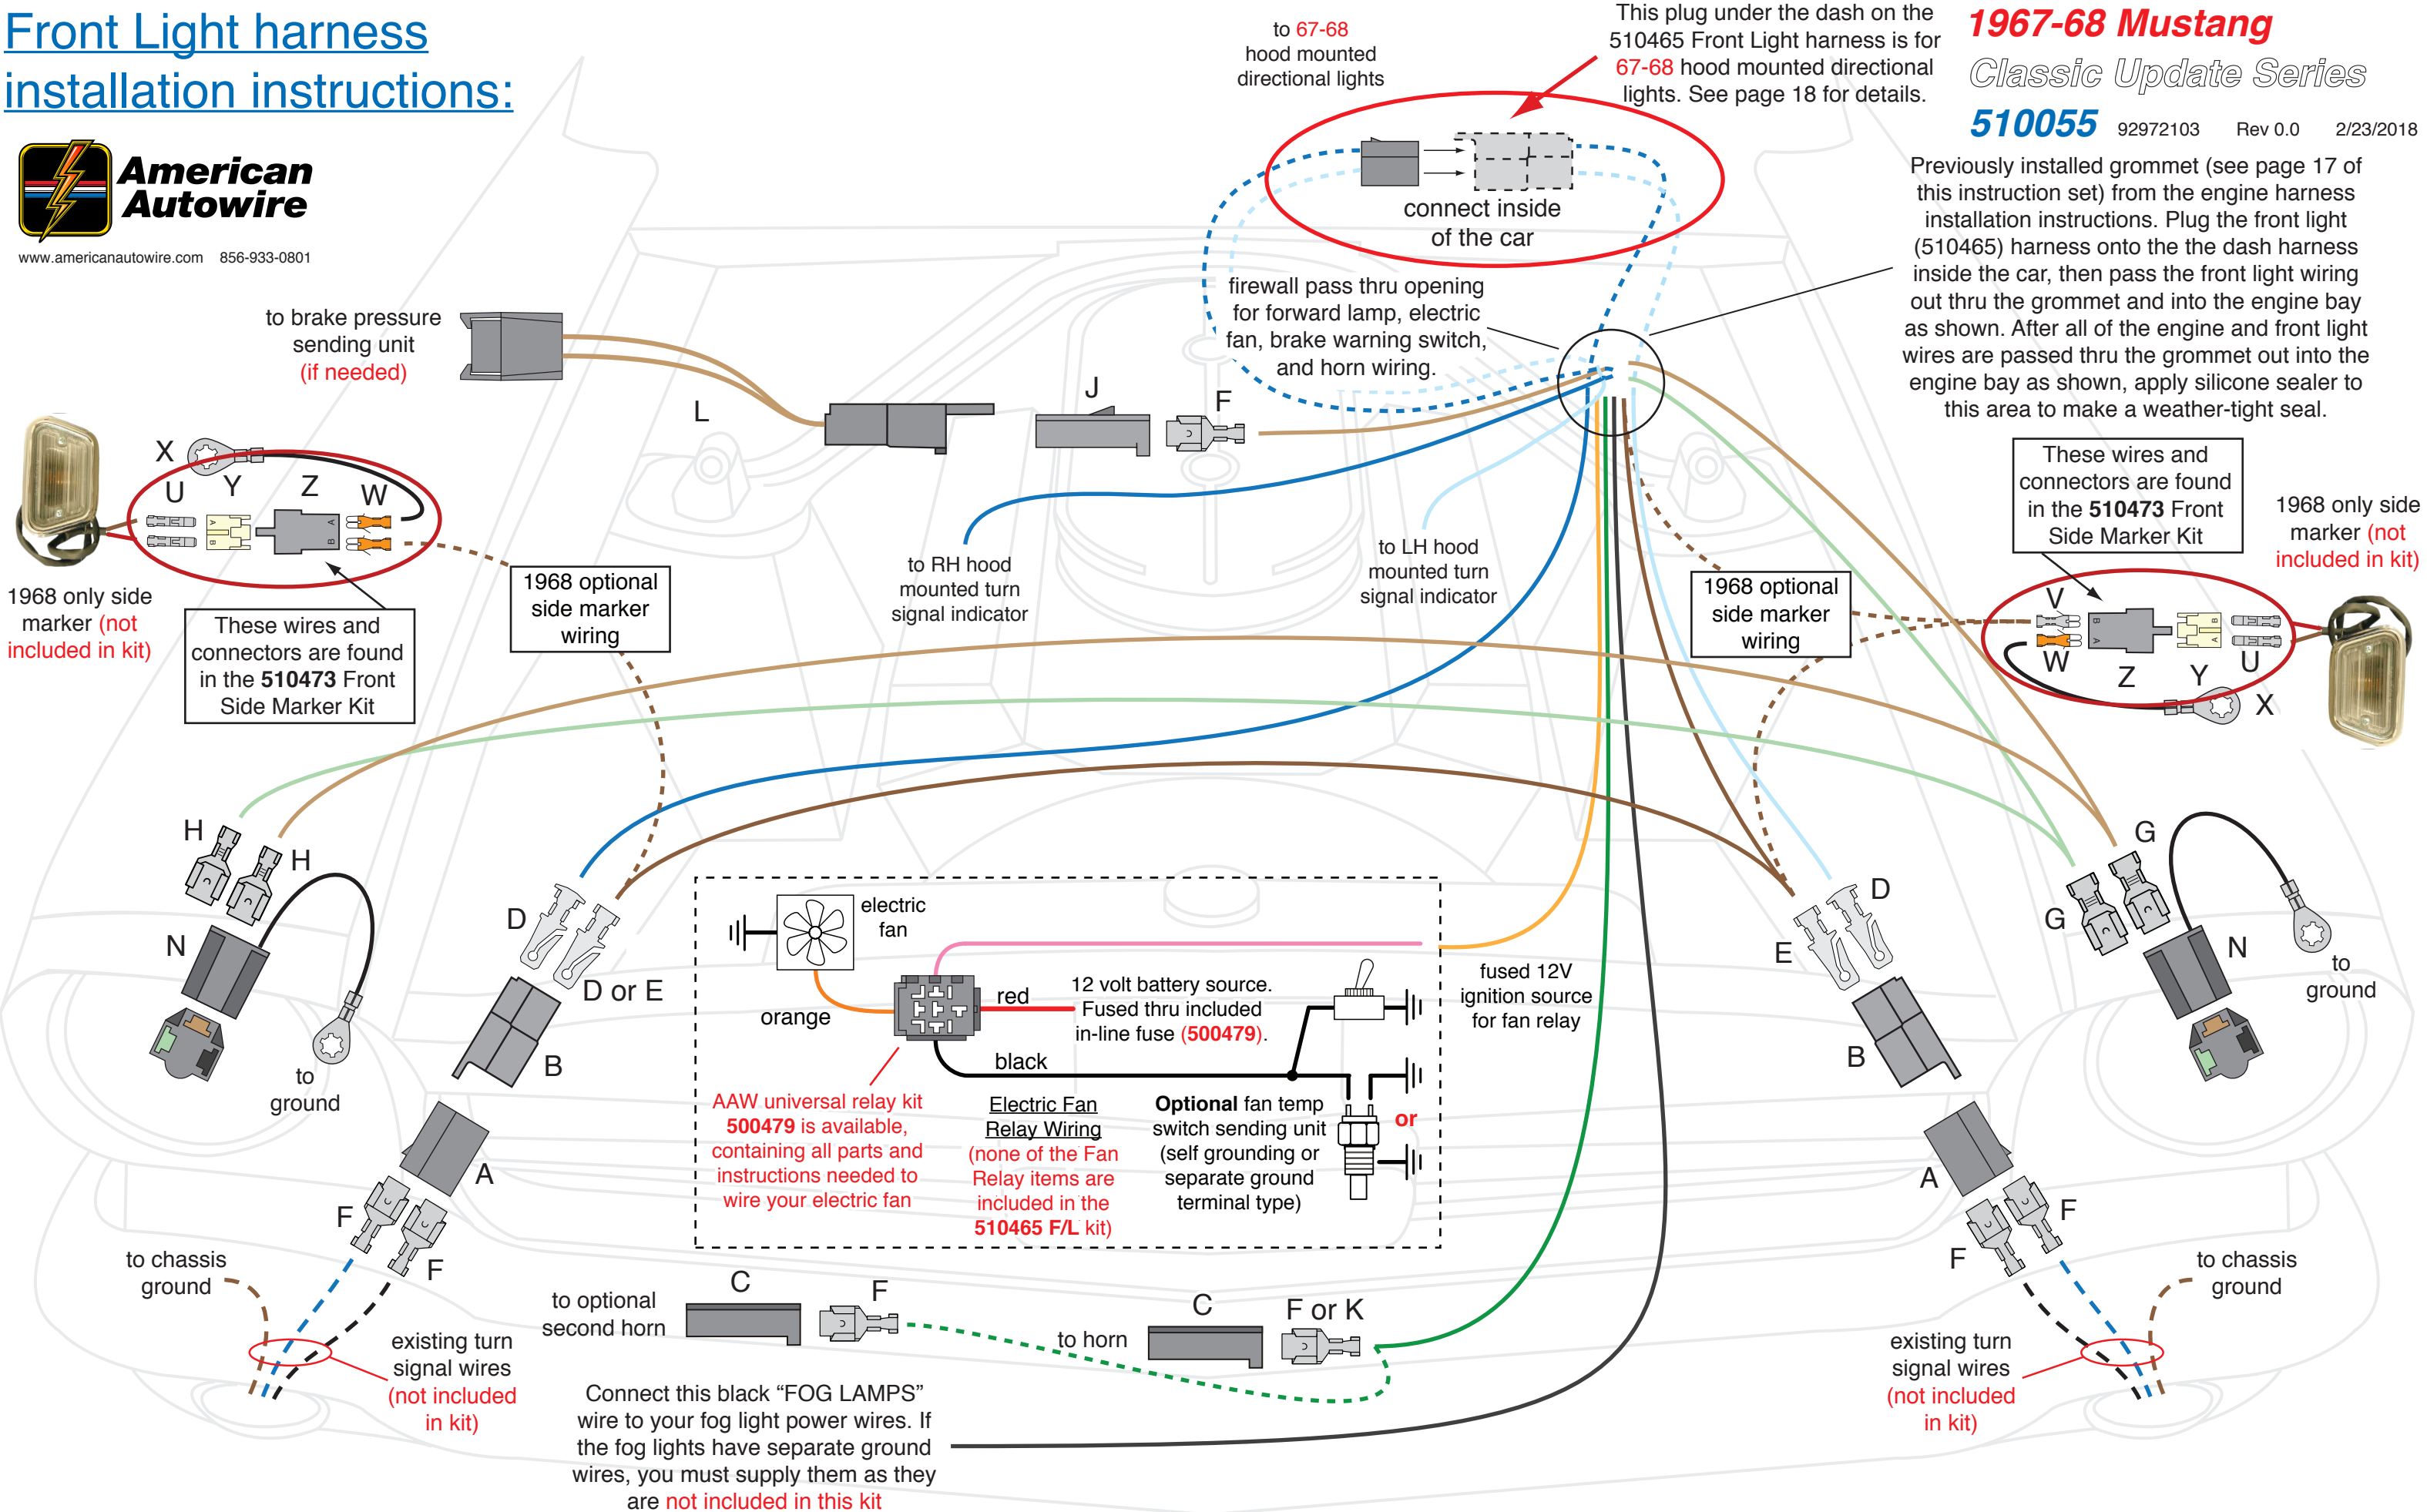 Front Light harness
installation instructions:
American
Autowire
www.americanautowire.com 856-933-0801
to 67-68
hood mounted
directional lights
This plug under the dash on the
510465 Front Light harness is for
67-68 hood mounted directional
lights. See page 18 for details.
1967-68 Mustang
Classic Update Series
510055 92972103 Rev 0.0 2/23/2018
Previously installed grommet (see page 17 of
this instruction set) from the engine harness
installation instructions. Plug the front light
(510465) harness onto the the dash harness
inside the car, then pass the front light wiring
out thru the grommet and into the engine bay
as shown. After all of the engine and front light
wires are passed thru the grommet out into the
engine bay as shown, apply silicone sealer to
this area to make a weather-tight seal.
connect inside
of the car
firewall pass thru opening
for forward lamp, electric
fan, brake warning switch,
and horn wiring.
to brake pressure
sending unit
(if needed)
L
J
F
X
U
Y
Z
W
A
B
A
B
1968 only side
marker (not
included in kit)
These wires and
connectors are found
in the 510473 Front
Side Marker Kit
1968 optional
side marker
wiring
to RH hood
mounted turn
signal indicator
to LH hood
mounted turn
signal indicator
1968 optional
side marker
wiring
These wires and
connectors are found
in the 510473 Front
Side Marker Kit
1968 only side
marker (not
included in kit)
V
W
Z
Y
U
X
B
A
B
A
H
H
N
to
ground
D
D or E
B
A
F
F
to chassis
ground
existing turn
signal wires
(not included
in kit)
electric
fan
orange
red
12 volt battery source.
Fused thru included
in-line fuse (500479).
black
AAW universal relay kit
500479 is available,
containing all parts and
instructions needed to
wire your electric fan
Electric Fan
Relay Wiring
(none of the Fan
Relay items are
included in the
510465 F/L kit)
Optional fan temp
switch sending unit
(self grounding or
separate ground
terminal type)
or
fused 12V
ignition source
for fan relay
G
G
N
to
ground
D
E
B
A
F
F
to chassis
ground
existing turn
signal wires
(not included
in kit)
to optional
second horn
C
F
to horn
C
F or K
Connect this black “FOG LAMPS”
wire to your fog light power wires. If
the fog lights have separate ground
wires, you must supply them as they
are not included in this kit